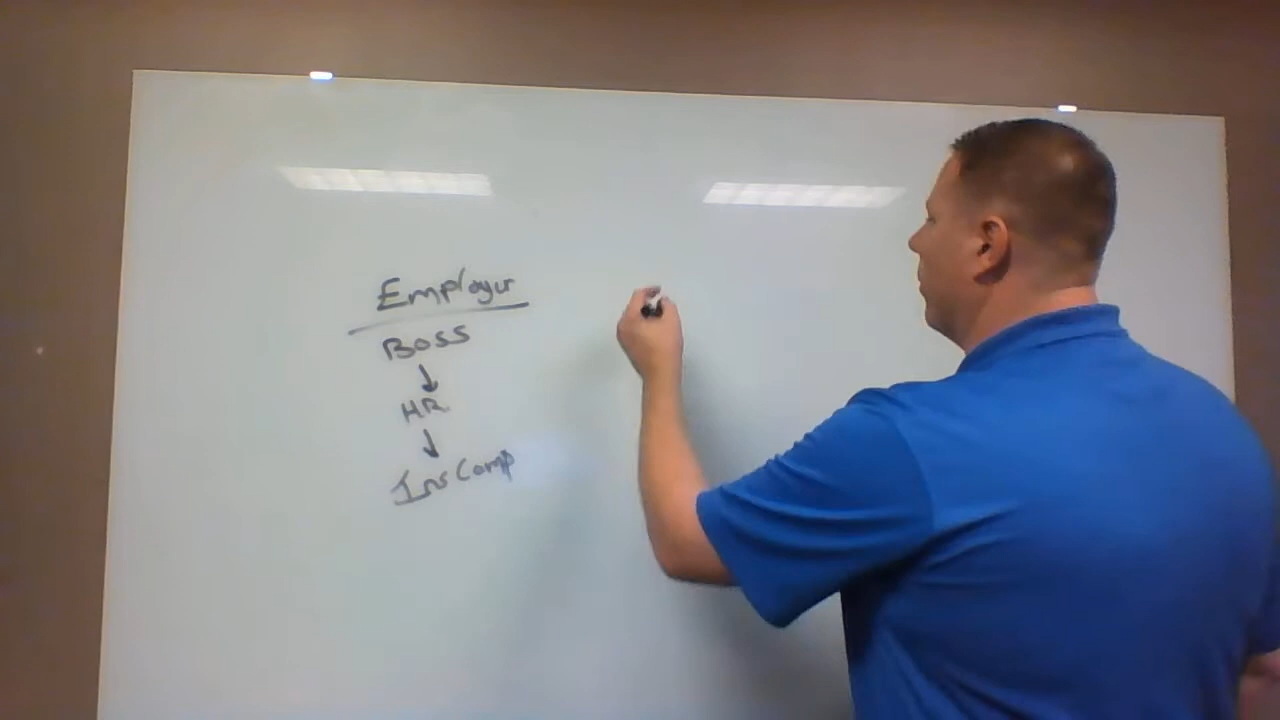 Employer
Boss
↓
HR
↓
Ins Comp